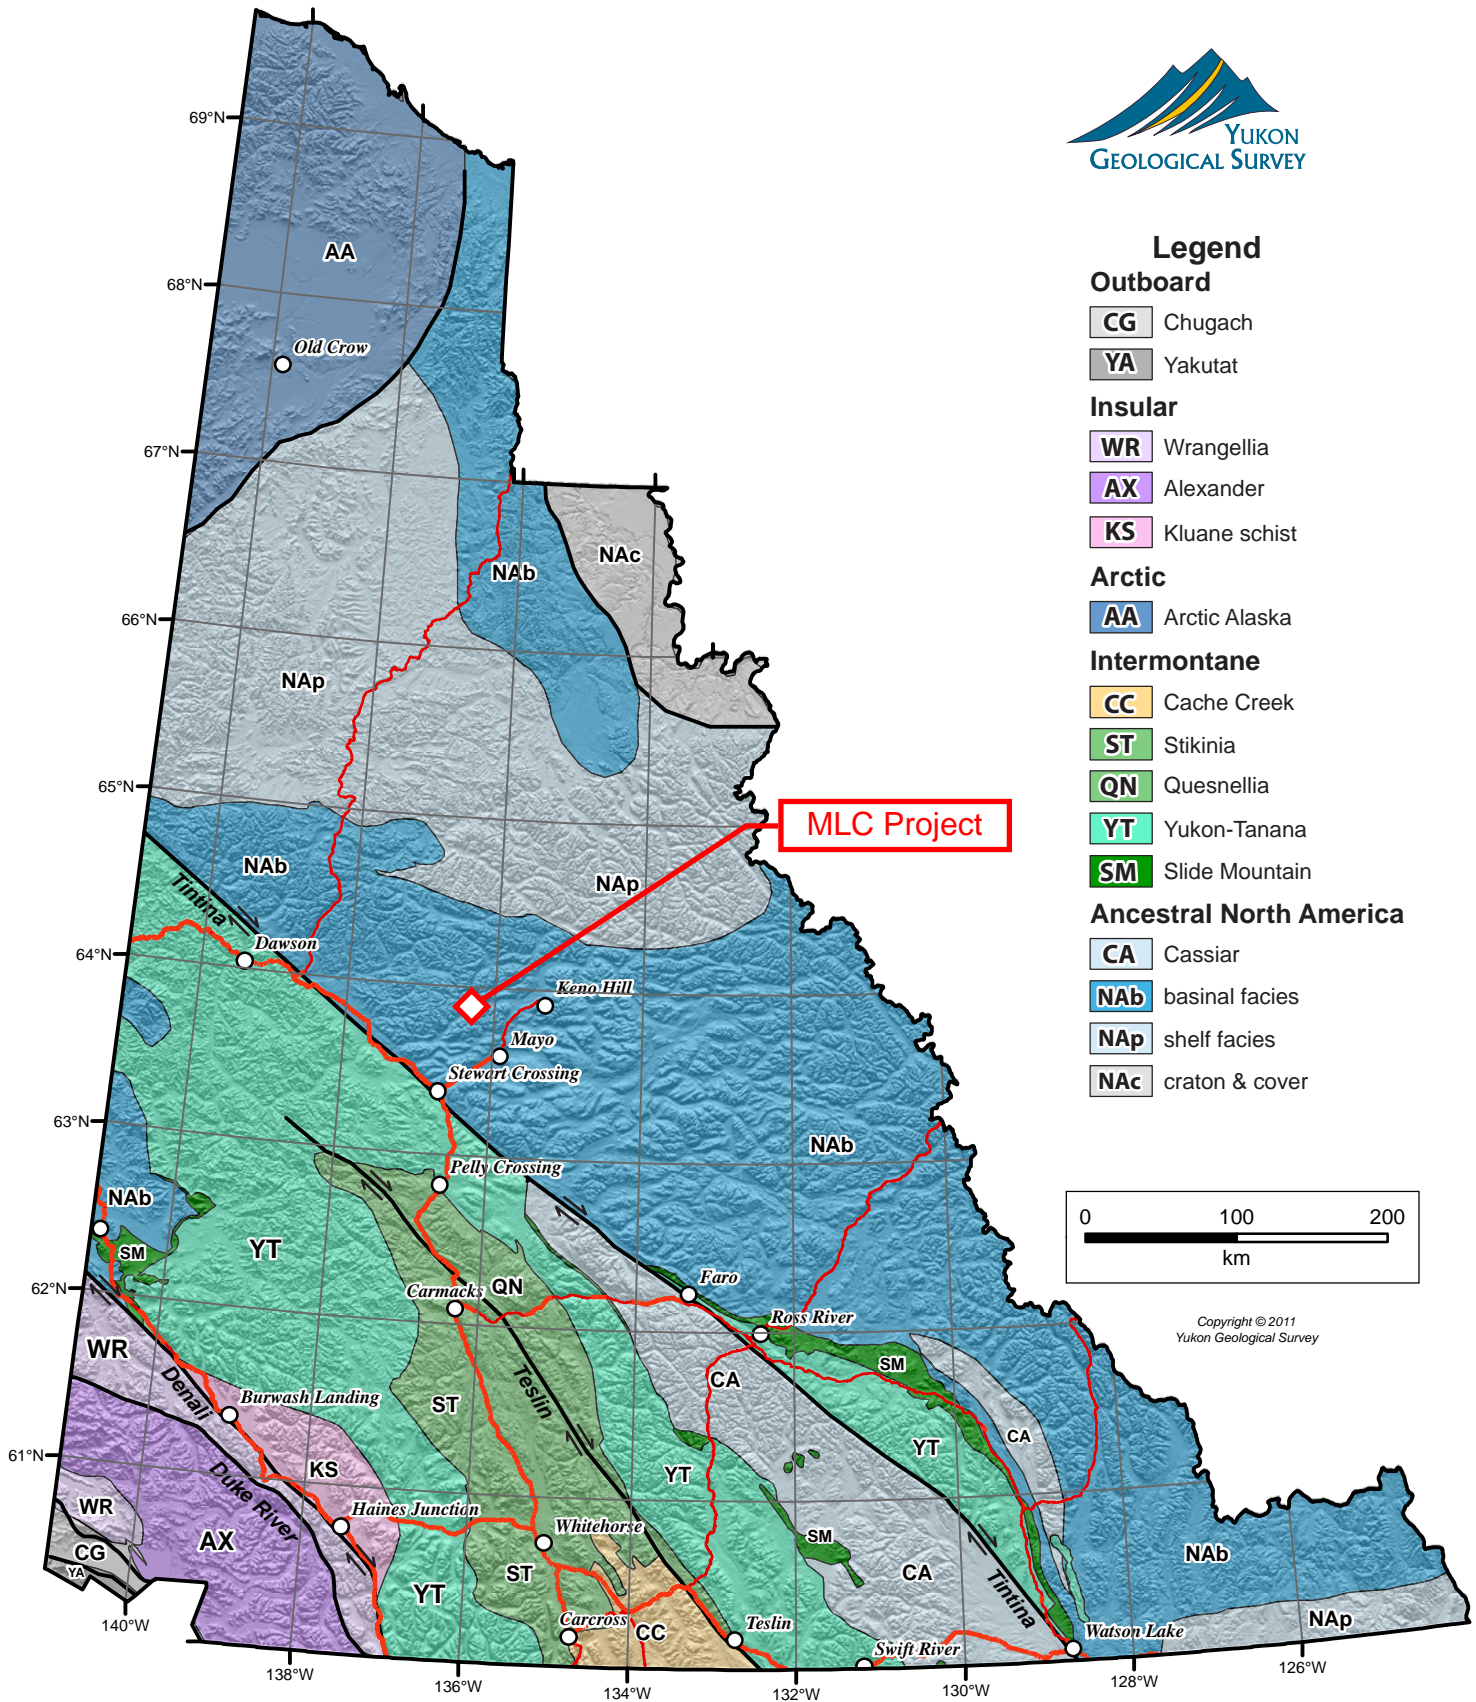 YUKON
GEOLOGICAL SURVEY
Legend
Outboard
CG Chugach
YA Yakutat
Insular
WR Wrangellia
AX Alexander
KS Kluane schist
Arctic
AA Arctic Alaska
Intermontane
CC Cache Creek
ST Stikinia
QN Quesnellia
YT Yukon-Tanana
SM Slide Mountain
Ancestral North America
CA Cassiar
NAb basinal facies
NAp shelf facies
NAc craton & cover
0 100 200
km
Copyright © 2011
Yukon Geological Survey
69°N
AA
68°N
Old Crow
67°N
NAc
NAb
66°N
NAp
65°N
MLC Project
NAb
NAp
Tintina
Dawson
64°N
Keno Hill
Mayo
Stewart Crossing
63°N
NAb
Pelly Crossing
NAb
YT
SM
62°N
Faro
QN
Carmacks
Ross River
WR
SM
CA
Denali
Burwash Landing
Teslin
ST
CA
YT
61°N
KS
YT
Duke River
WR
Haines Junction
Whitehorse
SM
AX
CG
NAb
YA
ST
CA
YT
Tintina
140°W
Carcross
CC
Teslin
Watson Lake
NAp
Swift River
138°W
136°W
134°W
132°W
130°W
128°W
126°W